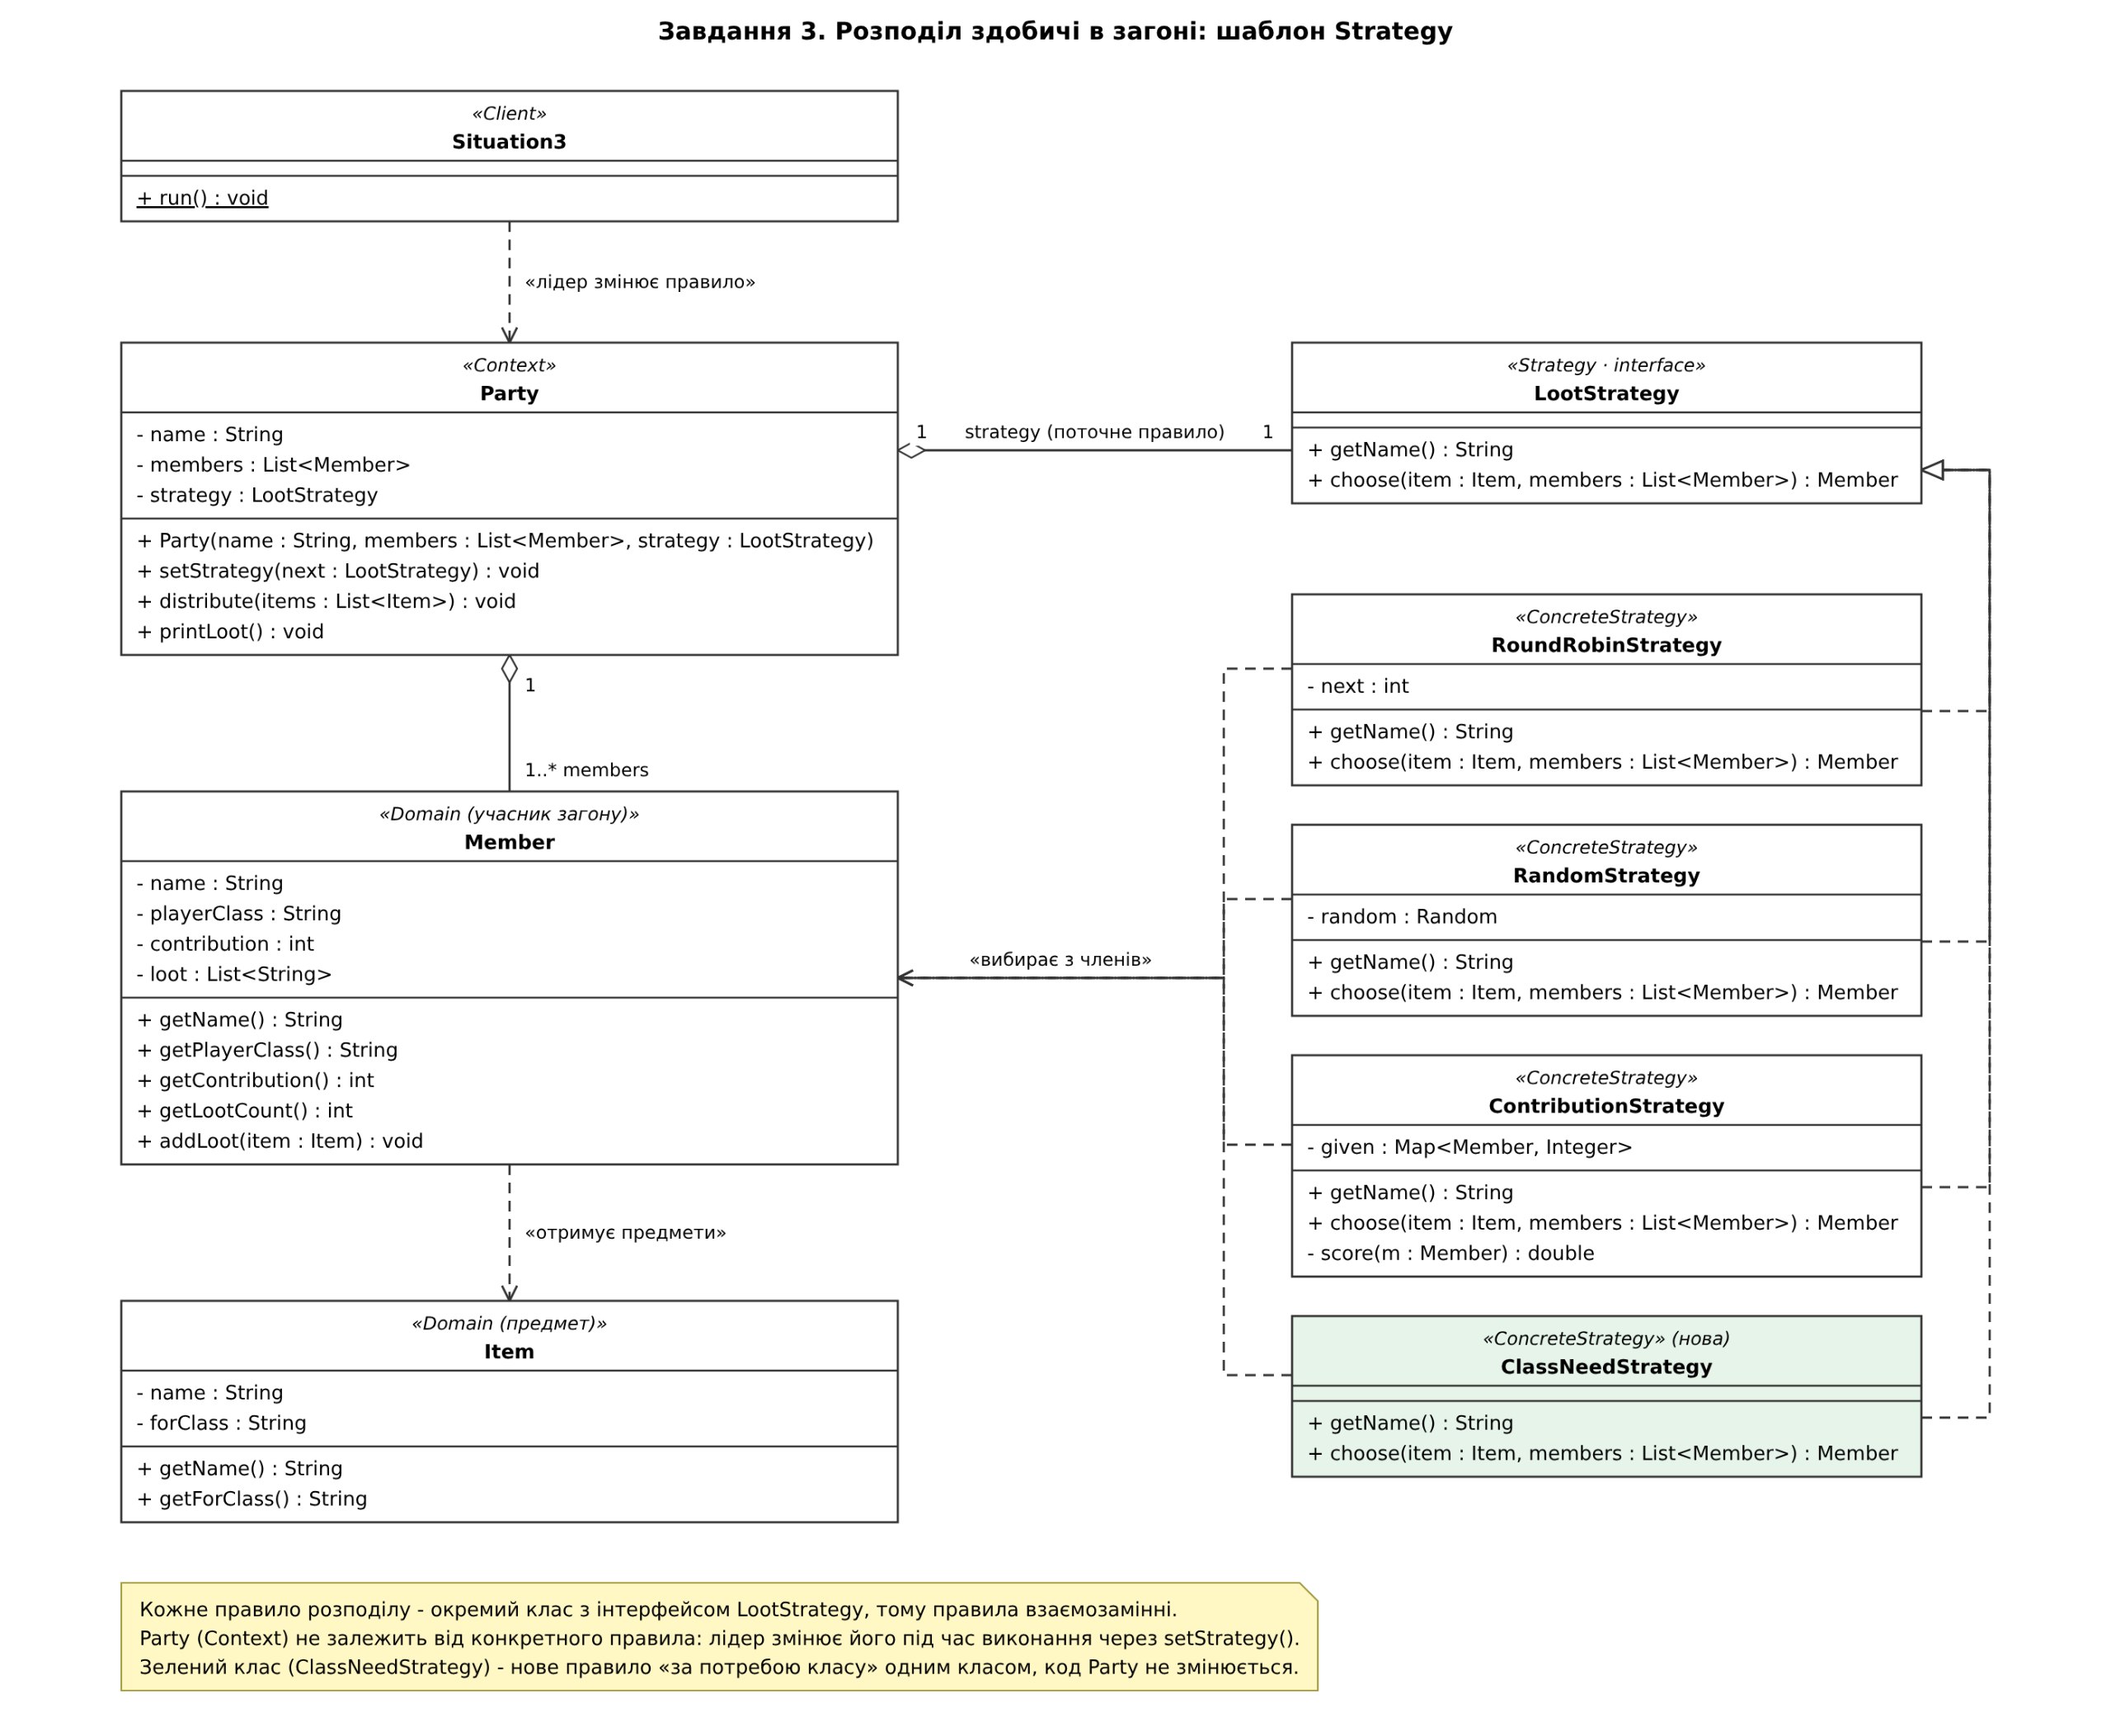 Завдання 3. Розподіл здобичі в загоні: шаблон Strategy
«Client»
Situation3
+ run() : void
«лідер змінює правило»
«Context»
Party
- name : String
- members : List<Member>
- strategy : LootStrategy
+ Party(name : String, members : List<Member>, strategy : LootStrategy)
+ setStrategy(next : LootStrategy) : void
+ distribute(items : List<Item>) : void
+ printLoot() : void
1 strategy (поточне правило) 1
«Strategy · interface»
LootStrategy
+ getName() : String
+ choose(item : Item, members : List<Member>) : Member
1
1..* members
«Domain (учасник загону)»
Member
- name : String
- playerClass : String
- contribution : int
- loot : List<String>
+ getName() : String
+ getPlayerClass() : String
+ getContribution() : int
+ getLootCount() : int
+ addLoot(item : Item) : void
«вибирає з членів»
«ConcreteStrategy»
RoundRobinStrategy
- next : int
+ getName() : String
+ choose(item : Item, members : List<Member>) : Member
«ConcreteStrategy»
RandomStrategy
- random : Random
+ getName() : String
+ choose(item : Item, members : List<Member>) : Member
«ConcreteStrategy»
ContributionStrategy
- given : Map<Member, Integer>
+ getName() : String
+ choose(item : Item, members : List<Member>) : Member
- score(m : Member) : double
«ConcreteStrategy» (нова)
ClassNeedStrategy
+ getName() : String
+ choose(item : Item, members : List<Member>) : Member
«отримує предмети»
«Domain (предмет)»
Item
- name : String
- forClass : String
+ getName() : String
+ getForClass() : String
Кожне правило розподілу - окремий клас з інтерфейсом LootStrategy, тому правила взаємозамінні.
Party (Context) не залежить від конкретного правила: лідер змінює його під час виконання через setStrategy().
Зелений клас (ClassNeedStrategy) - нове правило «за потребою класу» одним класом, код Party не змінюється.